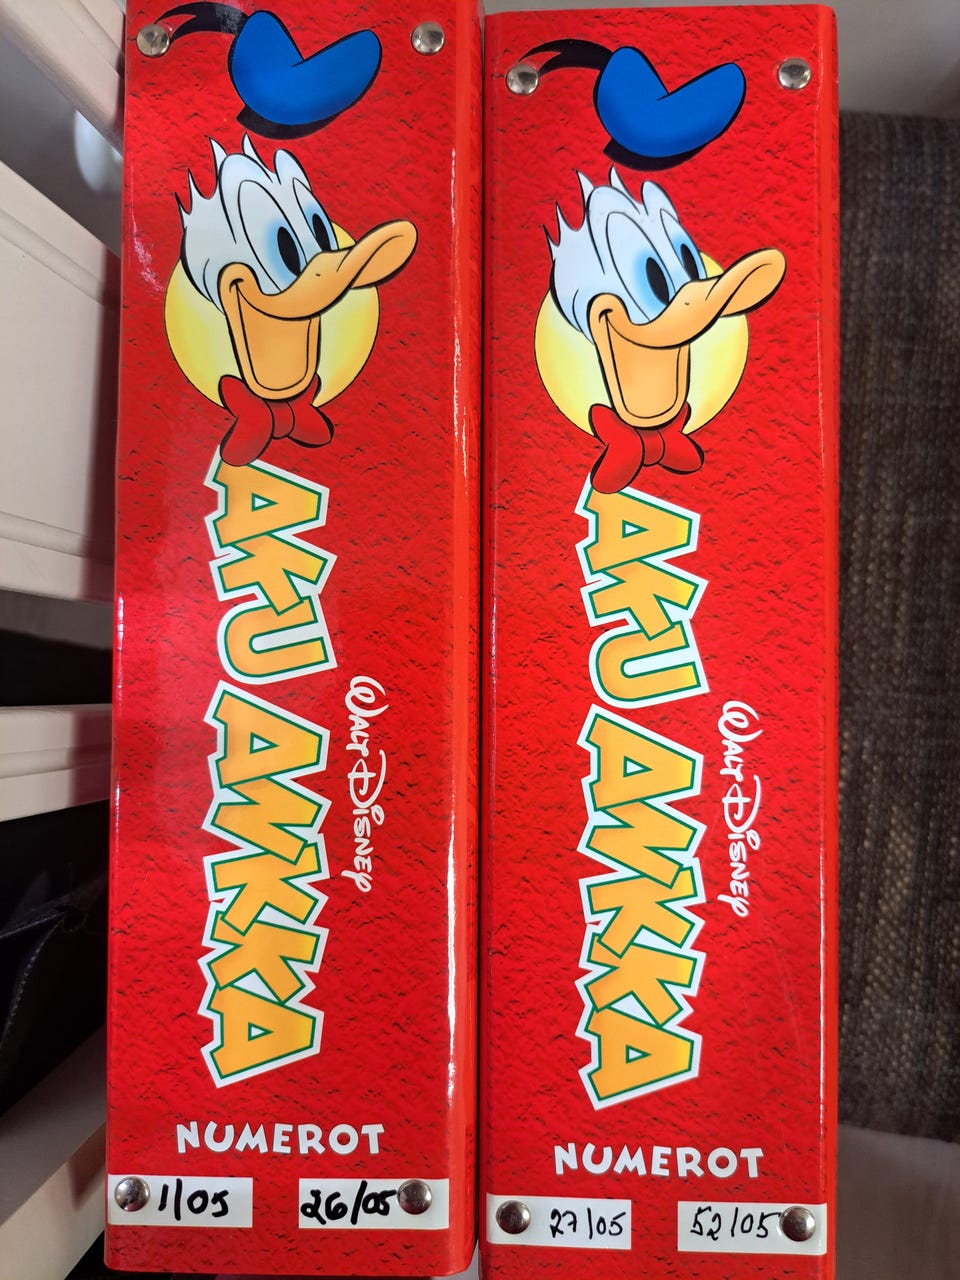 AKU ANKKA
WALT DISNEY
NUMEROT
1/05 26/05
AKU ANKKA
WALT DISNEY
NUMEROT
27/05 52/05